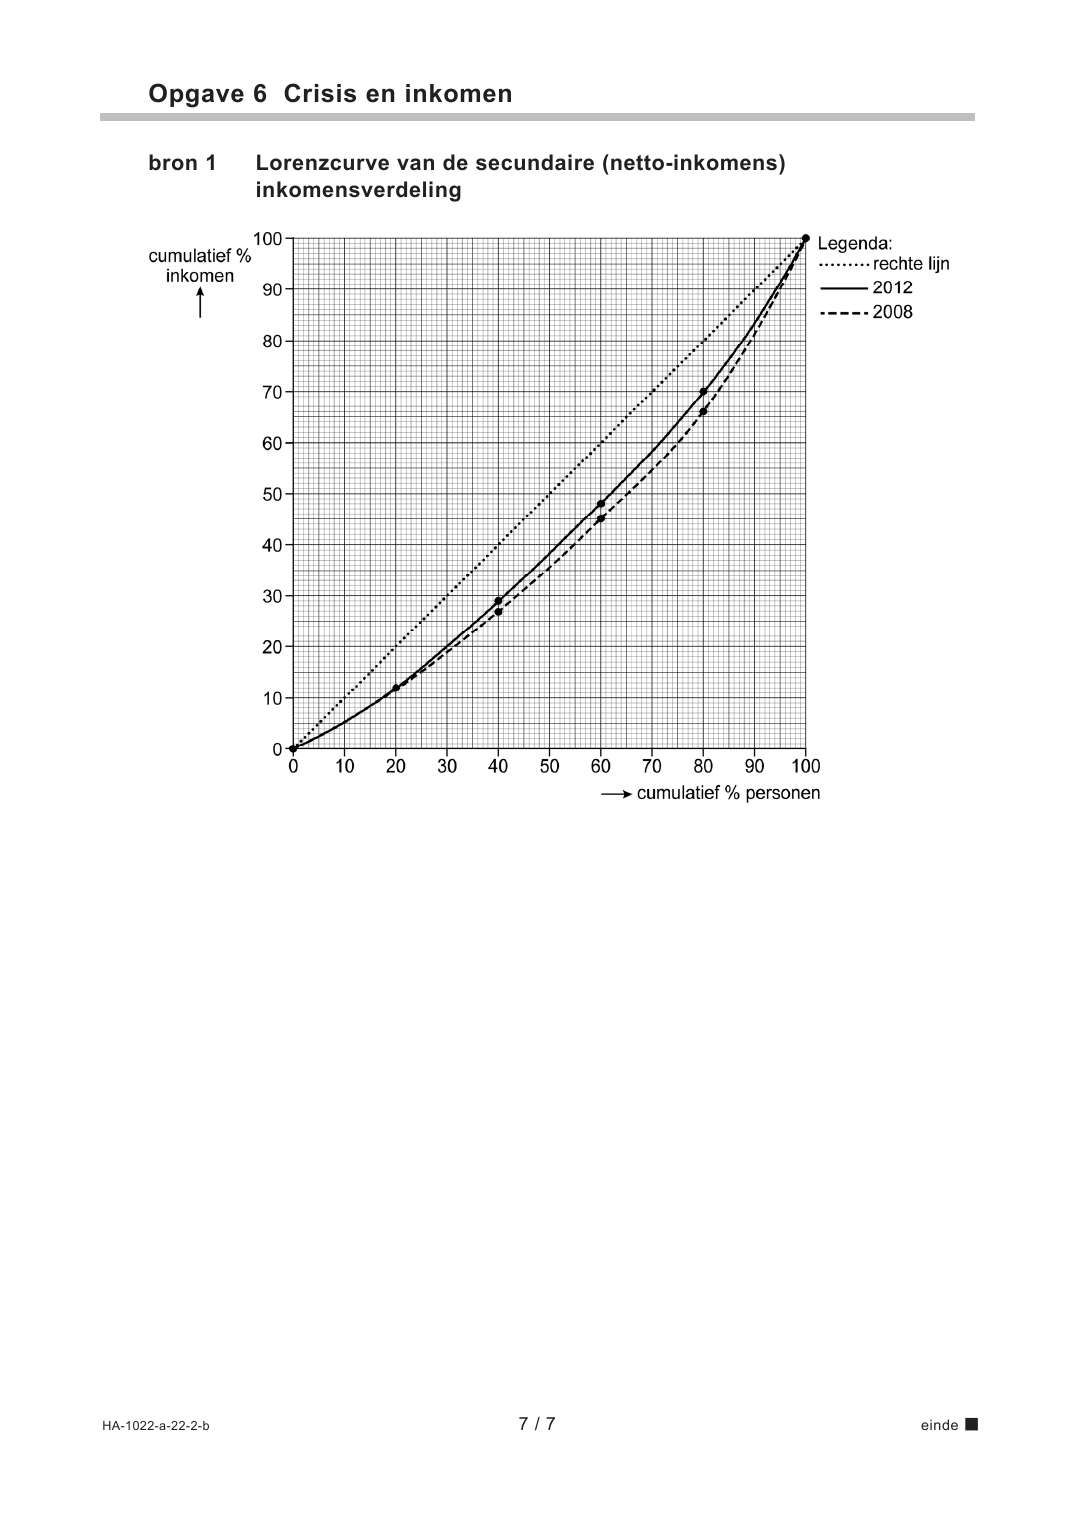 Opgave 6 Crisis en inkomen
bron 1 Lorenzcurve van de secundaire (netto-inkomens)
inkomensverdeling
cumulatief %
inkomen
100
90
80
70
60
50
40
30
20
10
0
0 10 20 30 40 50 60 70 80 90 100
cumulatief % personen
Legenda:
rechte lijn
2012
2008
HA-1022-a-22-2-b 7 / 7 einde